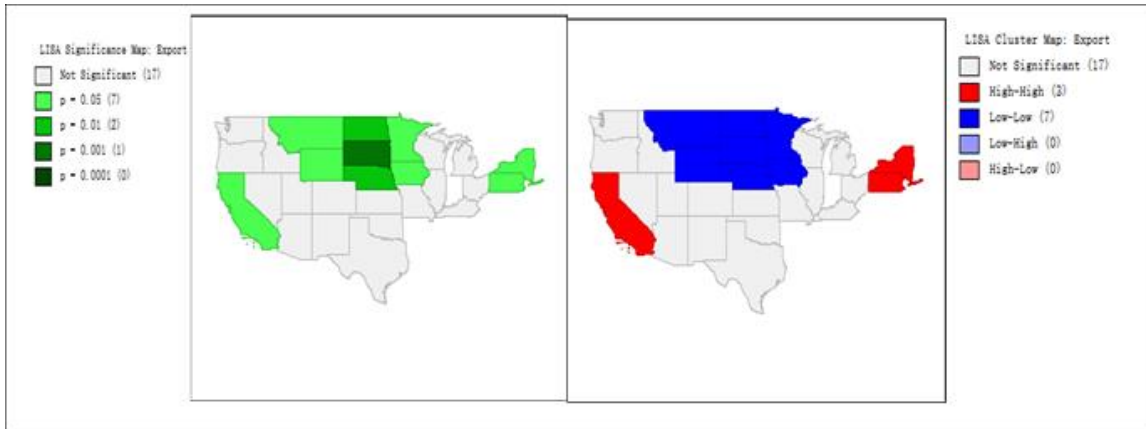 LISA Significance Map: Export
Not Significant (17)
p = 0.05 (7)
p = 0.01 (2)
p = 0.001 (1)
p = 0.0001 (0)
LISA Cluster Map: Export
Not Significant (17)
High-High (3)
Low-Low (7)
Low-High (0)
High-Low (0)